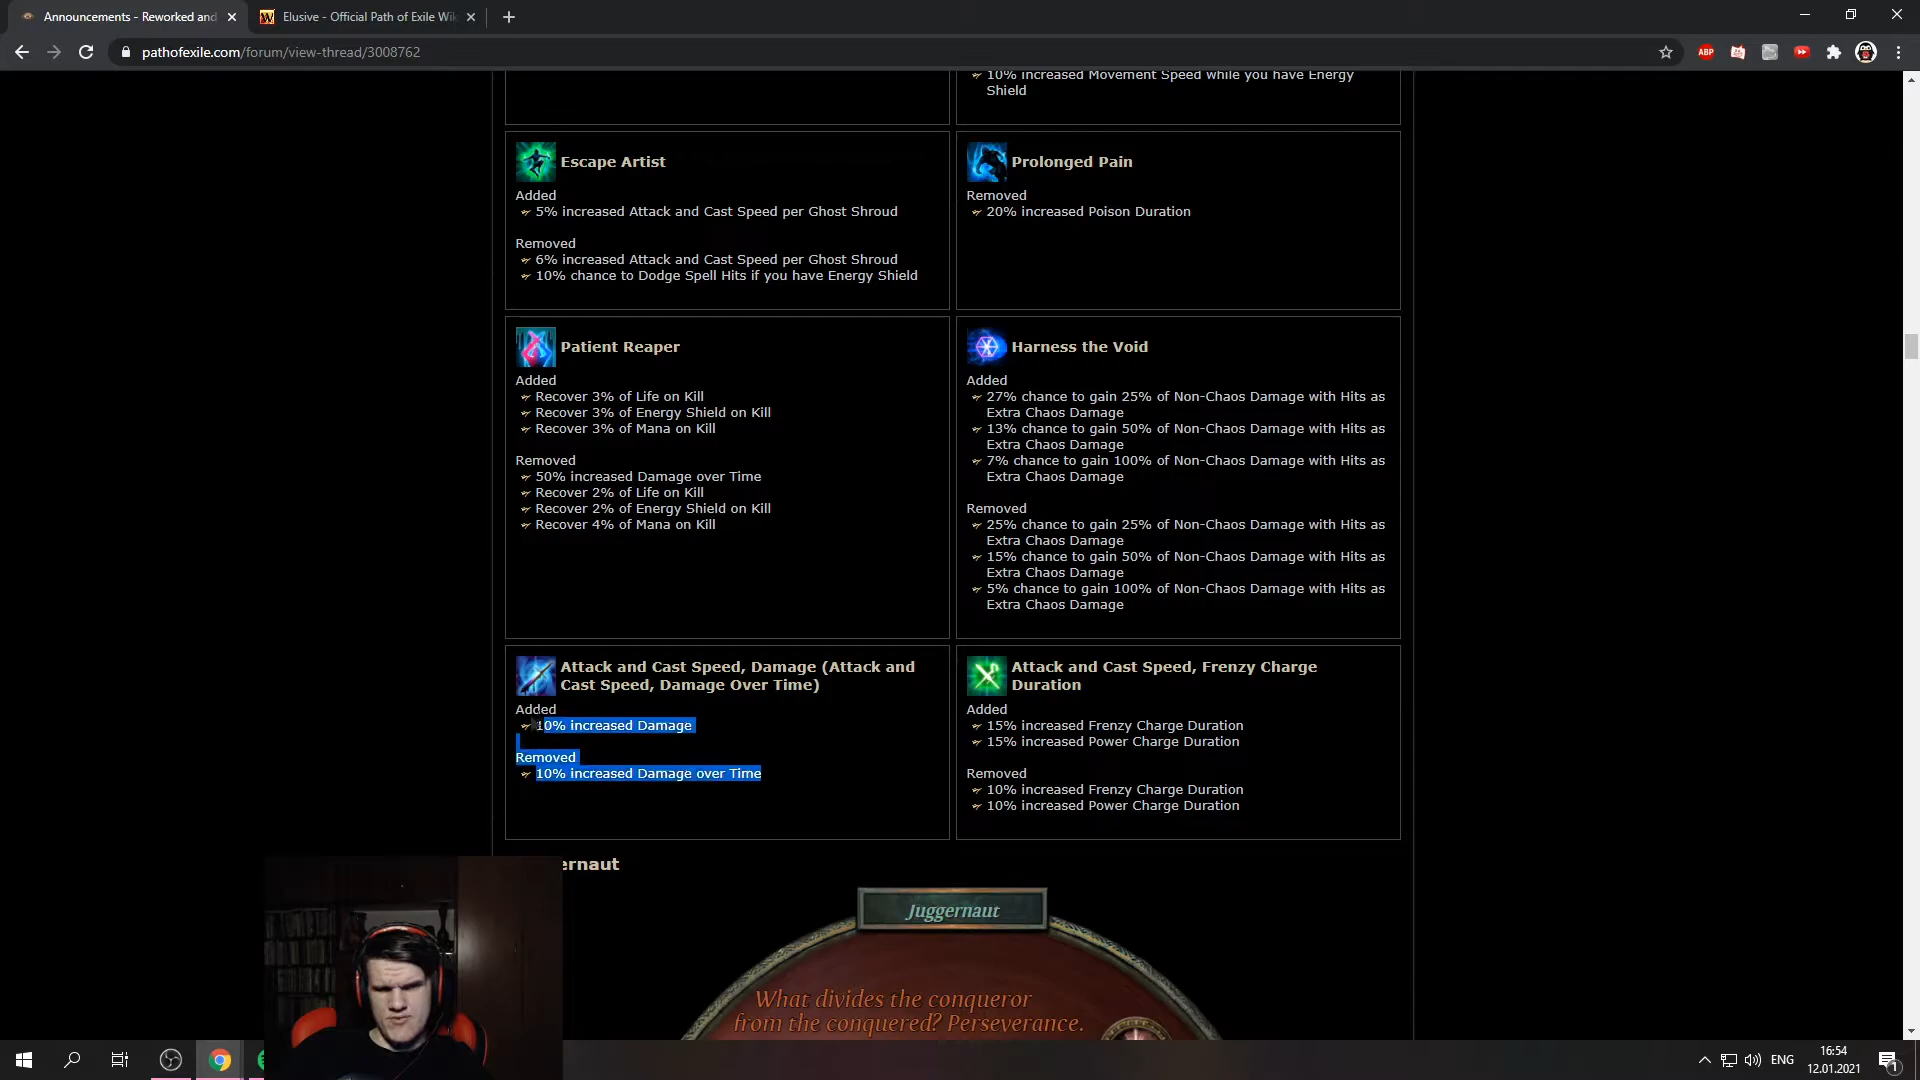 Announcements - Reworked and
Elusive - Official Path of Exile Wik
pathofexile.com/forum/view-thread/3008762
ABP
10% increased Movement Speed while you have Energy
Shield
Escape Artist
Added
5% increased Attack and Cast Speed per Ghost Shroud
Removed
6% increased Attack and Cast Speed per Ghost Shroud
10% chance to Dodge Spell Hits if you have Energy Shield
Prolonged Pain
Removed
20% increased Poison Duration
Patient Reaper
Added
Recover 3% of Life on Kill
Recover 3% of Energy Shield on Kill
Recover 3% of Mana on Kill
Removed
50% increased Damage over Time
Recover 2% of Life on Kill
Recover 2% of Energy Shield on Kill
Recover 4% of Mana on Kill
Harness the Void
Added
27% chance to gain 25% of Non-Chaos Damage with Hits as
Extra Chaos Damage
13% chance to gain 50% of Non-Chaos Damage with Hits as
Extra Chaos Damage
7% chance to gain 100% of Non-Chaos Damage with Hits as
Extra Chaos Damage
Removed
25% chance to gain 25% of Non-Chaos Damage with Hits as
Extra Chaos Damage
15% chance to gain 50% of Non-Chaos Damage with Hits as
Extra Chaos Damage
5% chance to gain 100% of Non-Chaos Damage with Hits as
Extra Chaos Damage
Attack and Cast Speed, Damage (Attack and
Cast Speed, Damage Over Time)
Added
10% increased Damage
Removed
10% increased Damage over Time
Attack and Cast Speed, Frenzy Charge
Duration
Added
15% increased Frenzy Charge Duration
15% increased Power Charge Duration
Removed
10% increased Frenzy Charge Duration
10% increased Power Charge Duration
ernaut
Juggernaut
What divides the conqueror
from the conquered? Perseverance.
ENG
16:54
12.01.2021
1